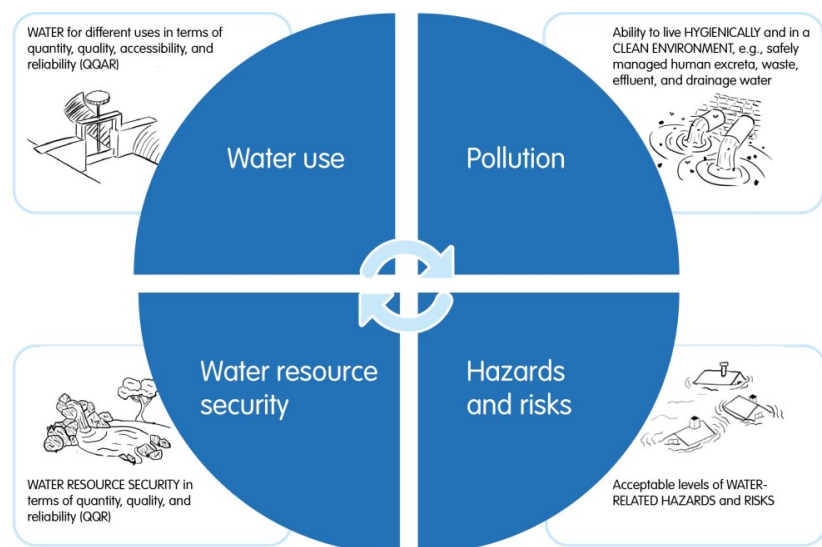 WATER for different uses in terms of
quantity, quality, accessibility, and
reliability (QQAR)
Water use
Ability to live HYGIENICALLY and in a
CLEAN ENVIRONMENT, e.g., safely
managed human excreta, waste,
effluent, and drainage water
Pollution
Water resource
security
WATER RESOURCE SECURITY in
terms of quantity, quality, and
reliability (QQR)
Hazards
and risks
Acceptable levels of WATER-
RELATED HAZARDS and RISKS